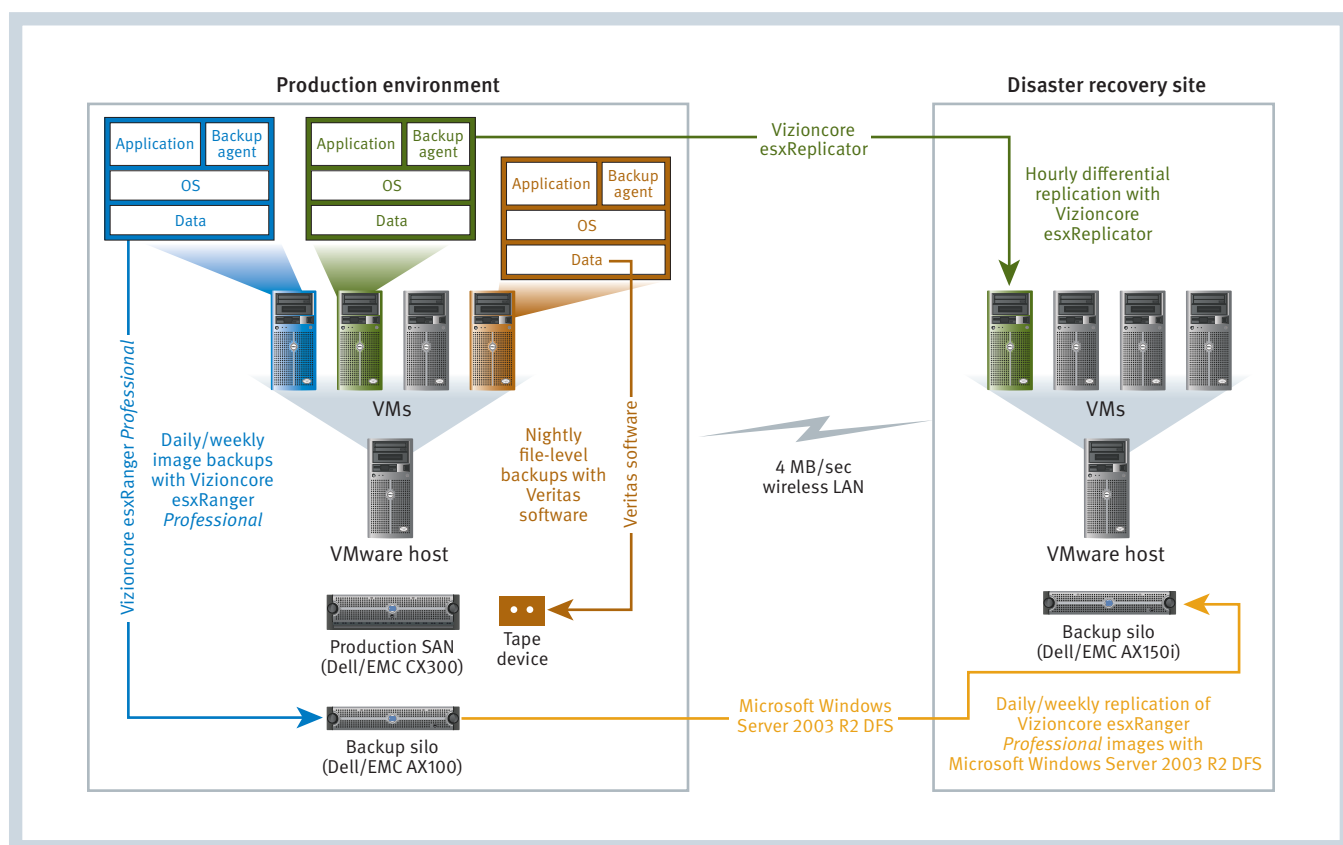 Production environment
Disaster recovery site
Application
Backup
agent
OS
Data
Application
Backup
agent
OS
Data
Application
Backup
agent
OS
Data
Vizioncore
esxReplicator
Hourly differential
replication with
Vizioncore
esxReplicator
Vizioncore esxRanger Professional
Daily/weekly
image backups
with Vizioncore
esxRanger
Professional
VMs
Nightly
file-level
backups with
Veritas
software
Veritas software
VMware host
4 MB/sec
wireless LAN
VMs
VMware host
Production SAN
(Dell/EMC CX300)
Tape
device
Backup silo
(Dell/EMC AX150i)
Backup silo
(Dell/EMC AX100)
Microsoft Windows
Server 2003 R2 DFS
Daily/weekly replication of
Vizioncore esxRanger
Professional images with
Microsoft Windows Server 2003 R2 DFS